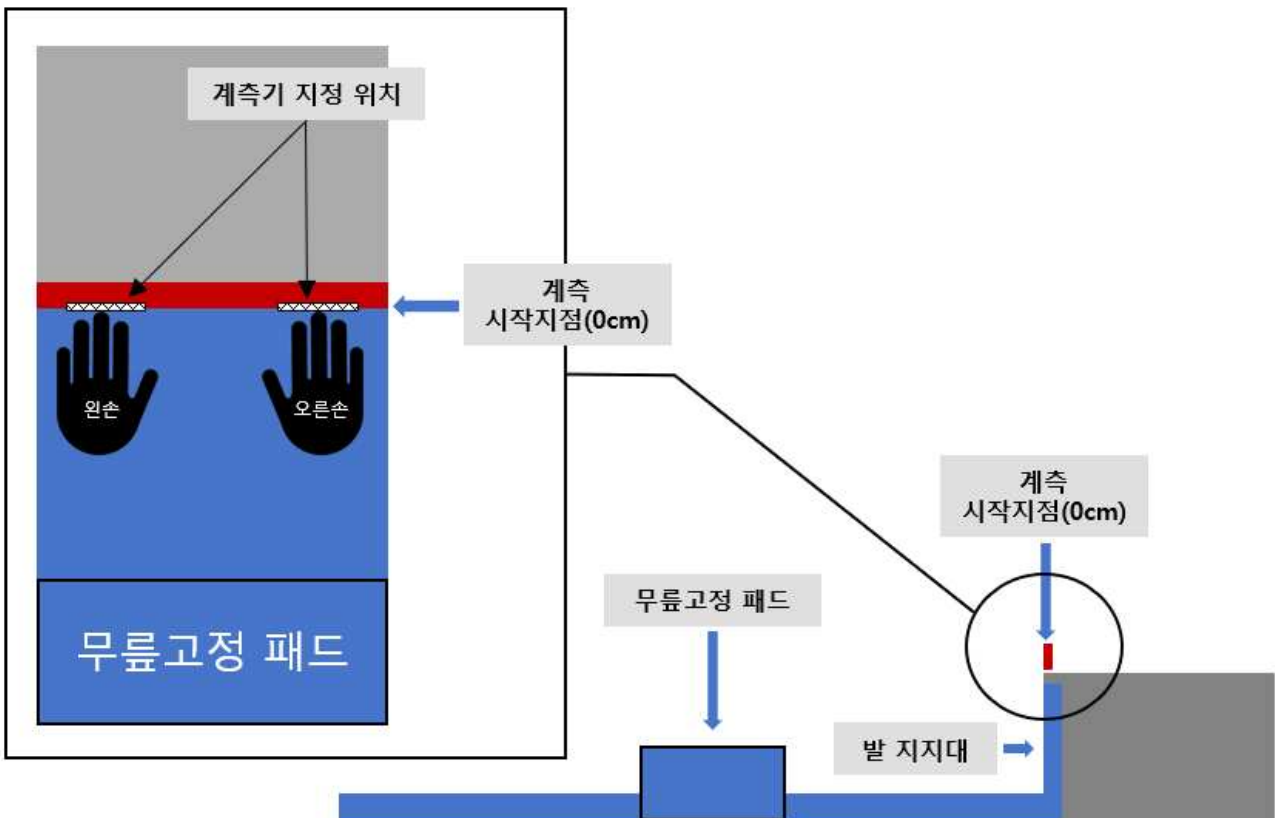 계측기 지정 위치
계측
시작지점(0cm)
왼손
오른손
무릎고정 패드
계측
시작지점(0cm)
무릎고정 패드
발 지지대